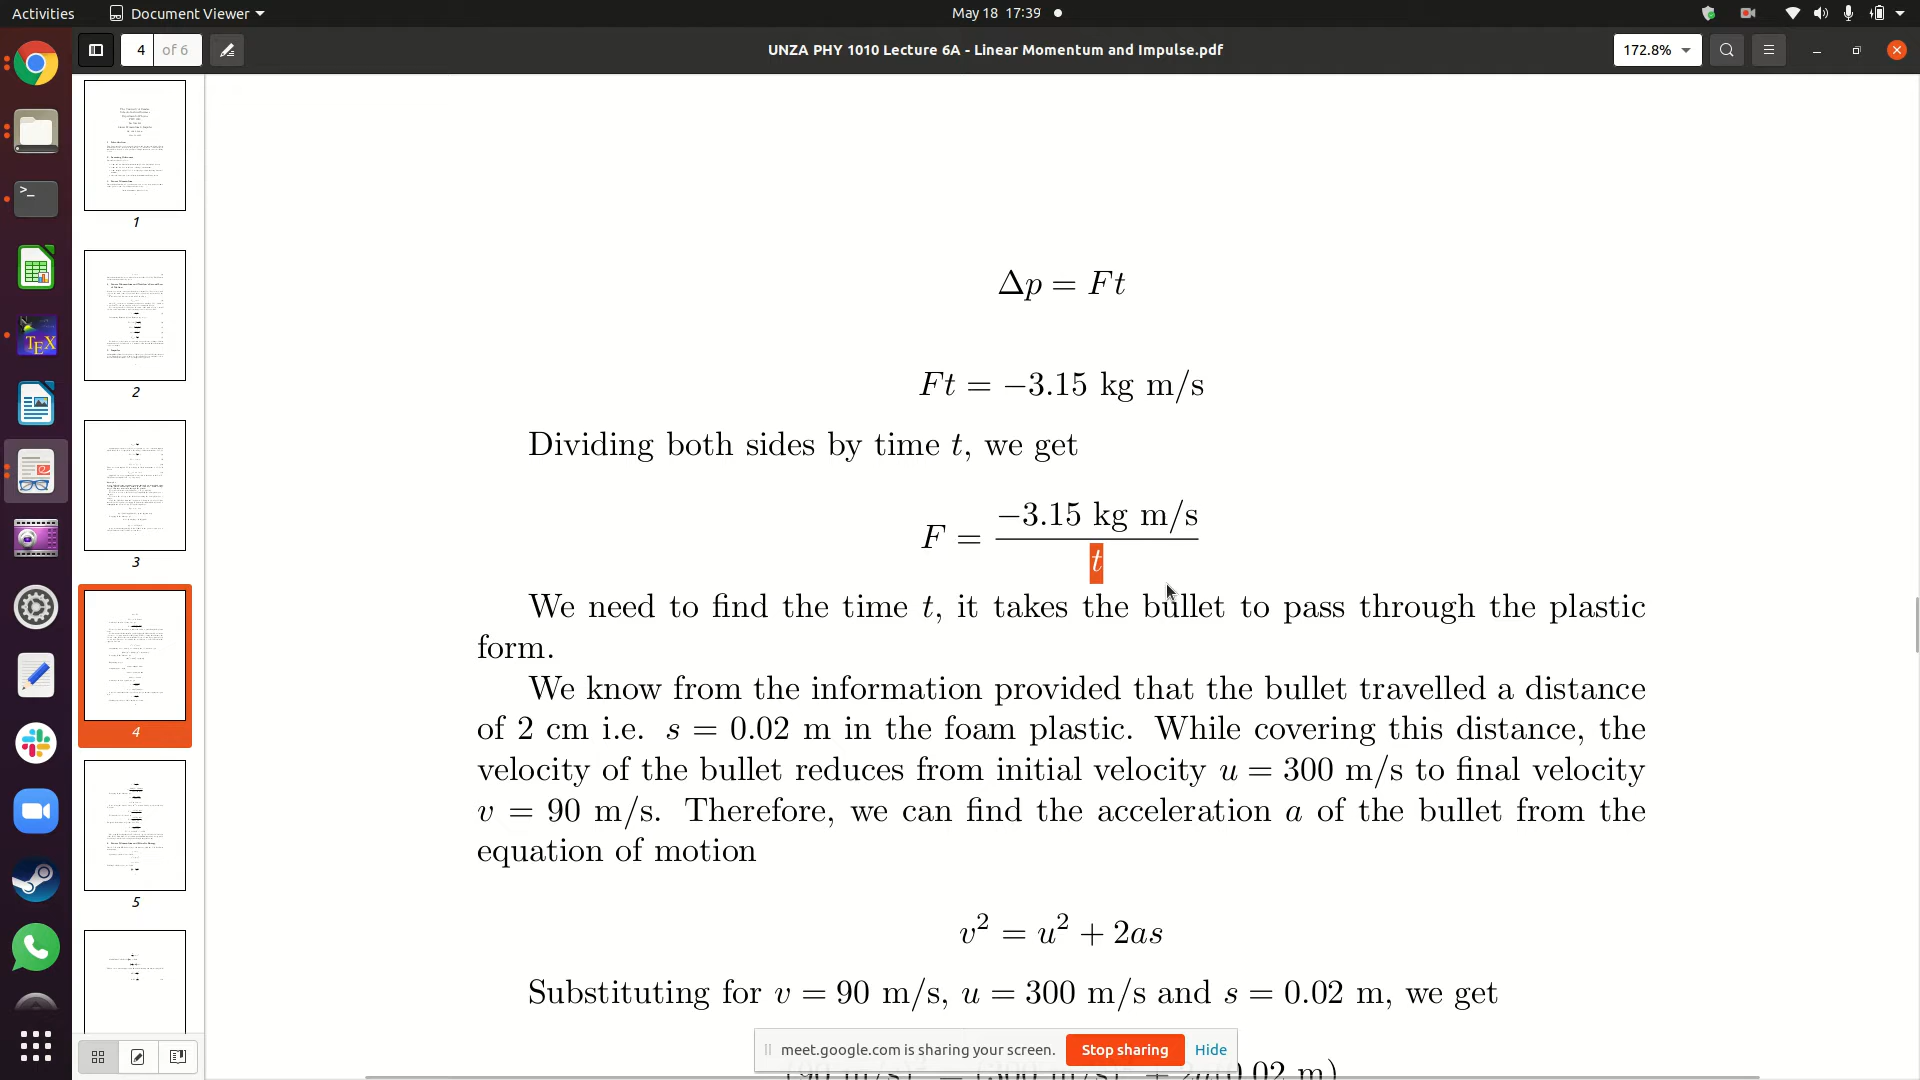 Activities
Document Viewer
May 18 17:39
4 of 6
UNZA PHY 1010 Lecture 6A - Linear Momentum and Impulse.pdf
172.8%
1
2
3
4
5
Δp = Ft
Ft = −3.15 kg m/s
Dividing both sides by time t, we get
F = −3.15 kg m/s / t
We need to find the time t, it takes the bullet to pass through the plastic
form.
We know from the information provided that the bullet travelled a distance
of 2 cm i.e. s = 0.02 m in the foam plastic. While covering this distance, the
velocity of the bullet reduces from initial velocity u = 300 m/s to final velocity
v = 90 m/s. Therefore, we can find the acceleration a of the bullet from the
equation of motion
v² = u² + 2as
Substituting for v = 90 m/s, u = 300 m/s and s = 0.02 m, we get
meet.google.com is sharing your screen.
Stop sharing
Hide